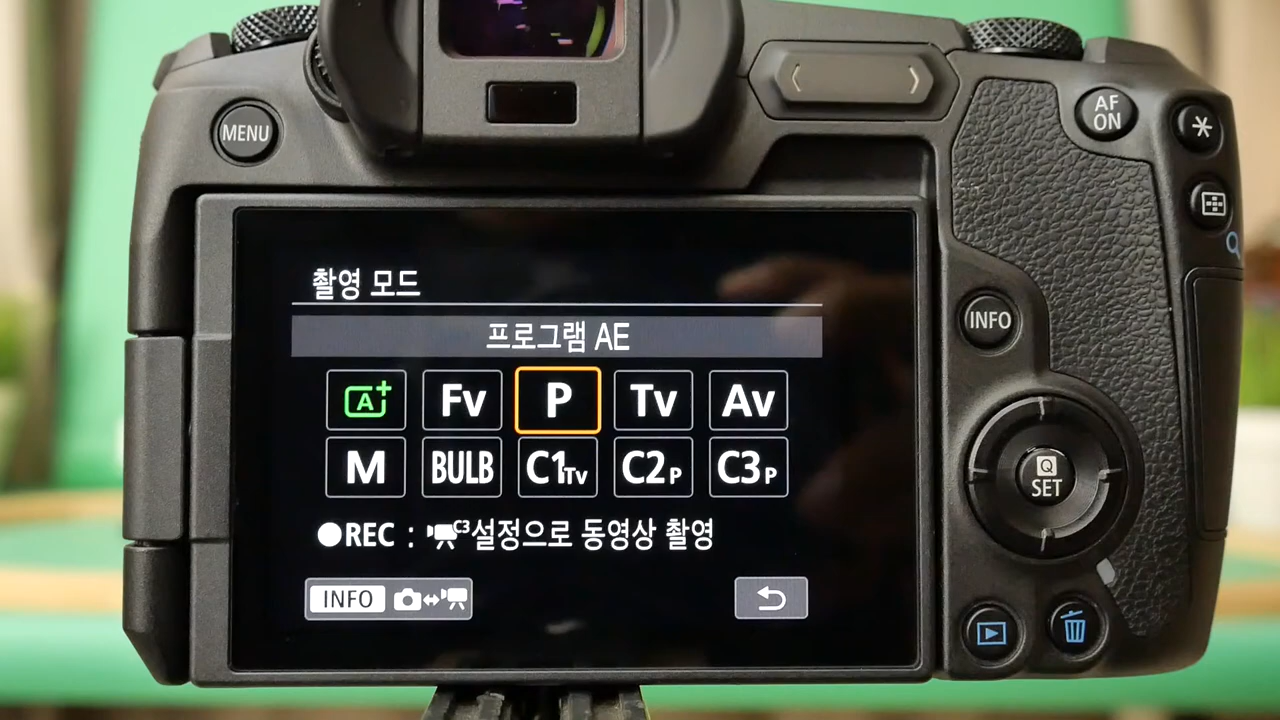 MENU
AF
ON
촬영 모드
프로그램 AE
A+ Fv P Tv Av
M BULB C1Tv C2P C3P
●REC : C3설정으로 동영상 촬영
INFO
INFO
Q
SET